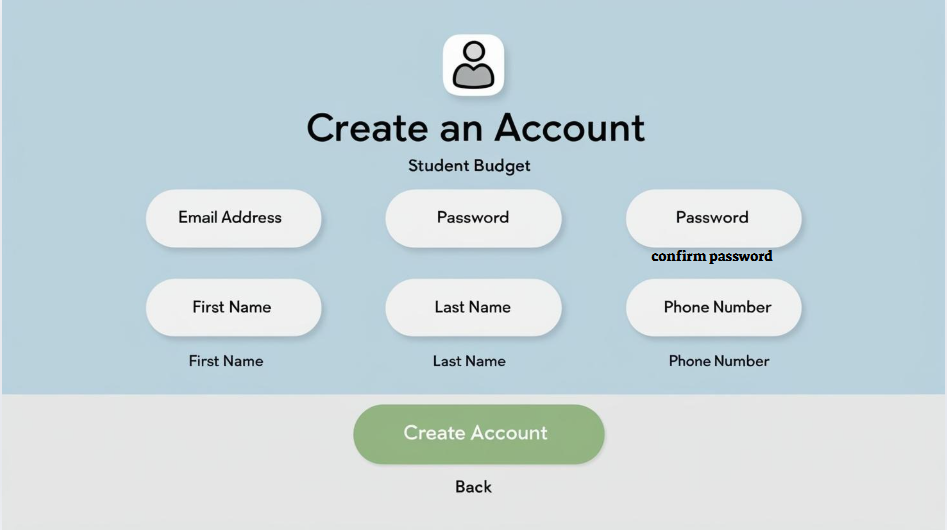 Create an Account
Student Budget
Email Address
Password
Password
confirm password
First Name
Last Name
Phone Number
First Name
Last Name
Phone Number
Create Account
Back